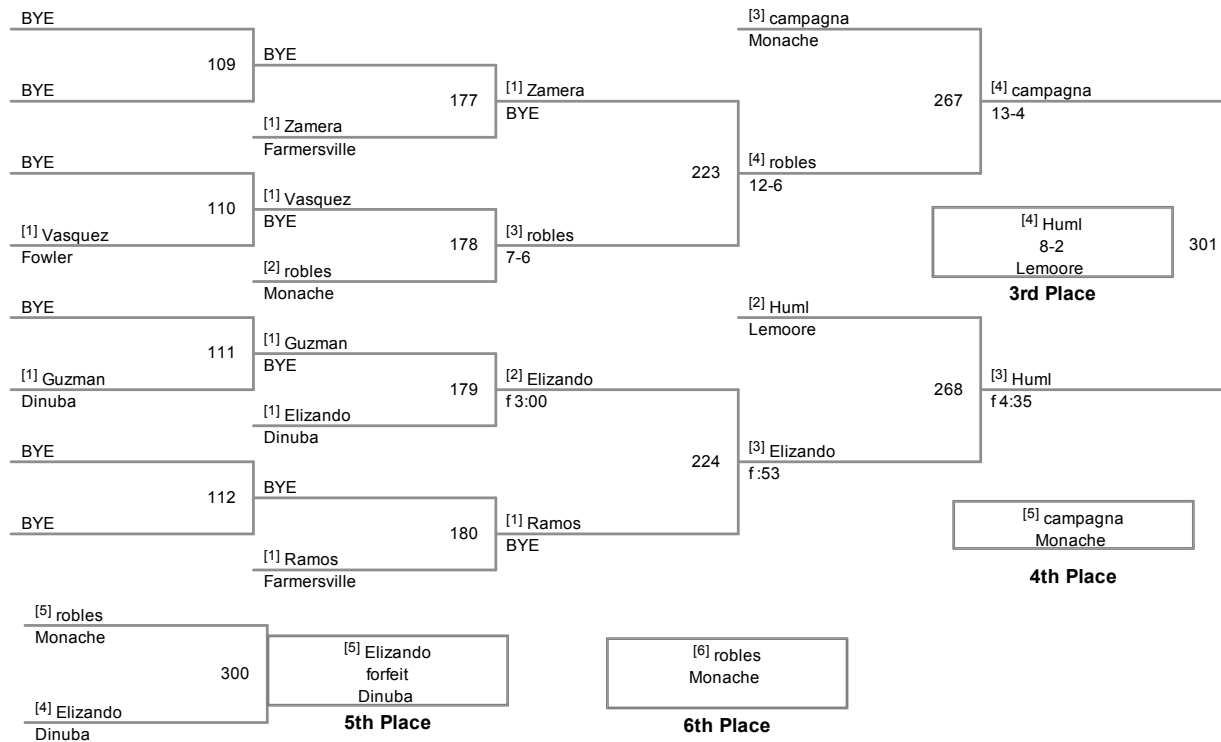 BYE
109
BYE
BYE
[1] Zamera
Farmersville
177
[1] Zamera
BYE
BYE
110
[1] Vasquez
Fowler
[1] Vasquez
BYE
[2] robles
Monache
178
[3] robles
7-6
223
[3] campagna
Monache
[4] robles
12-6
267
[4] campagna
13-4
[4] Huml
8-2
Lemoore
301
3rd Place
BYE
111
[1] Guzman
Dinuba
[1] Guzman
BYE
[1] Elizando
Dinuba
179
[2] Elizando
f 3:00
BYE
112
BYE
BYE
[1] Ramos
Farmersville
180
[1] Ramos
BYE
224
[2] Huml
Lemoore
[3] Elizando
f :53
268
[3] Huml
f 4:35
[5] campagna
Monache
4th Place
[5] robles
Monache
300
[4] Elizando
Dinuba
[5] Elizando
forfeit
Dinuba
5th Place
[6] robles
Monache
6th Place